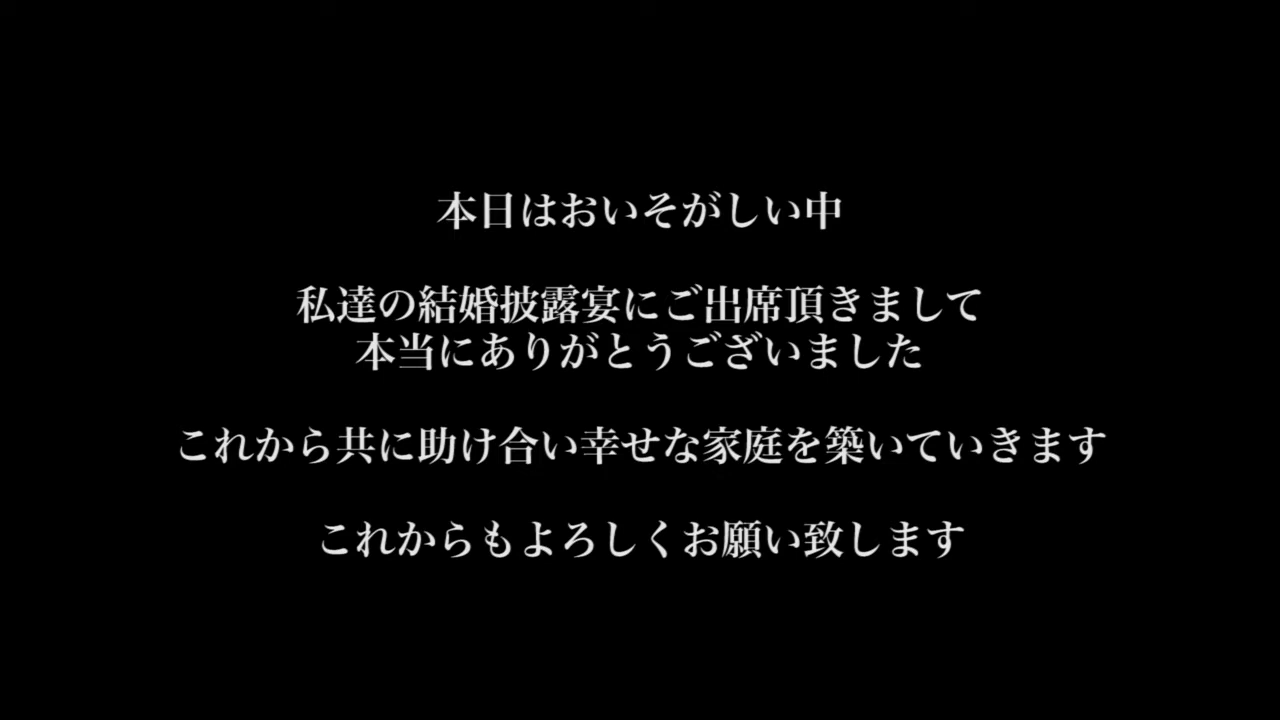 本日はおいそがしい中
私達の結婚披露宴にご出席頂きまして
本当にありがとうございました
これから共に助け合い幸せな家庭を築いていきます
これからもよろしくお願い致します